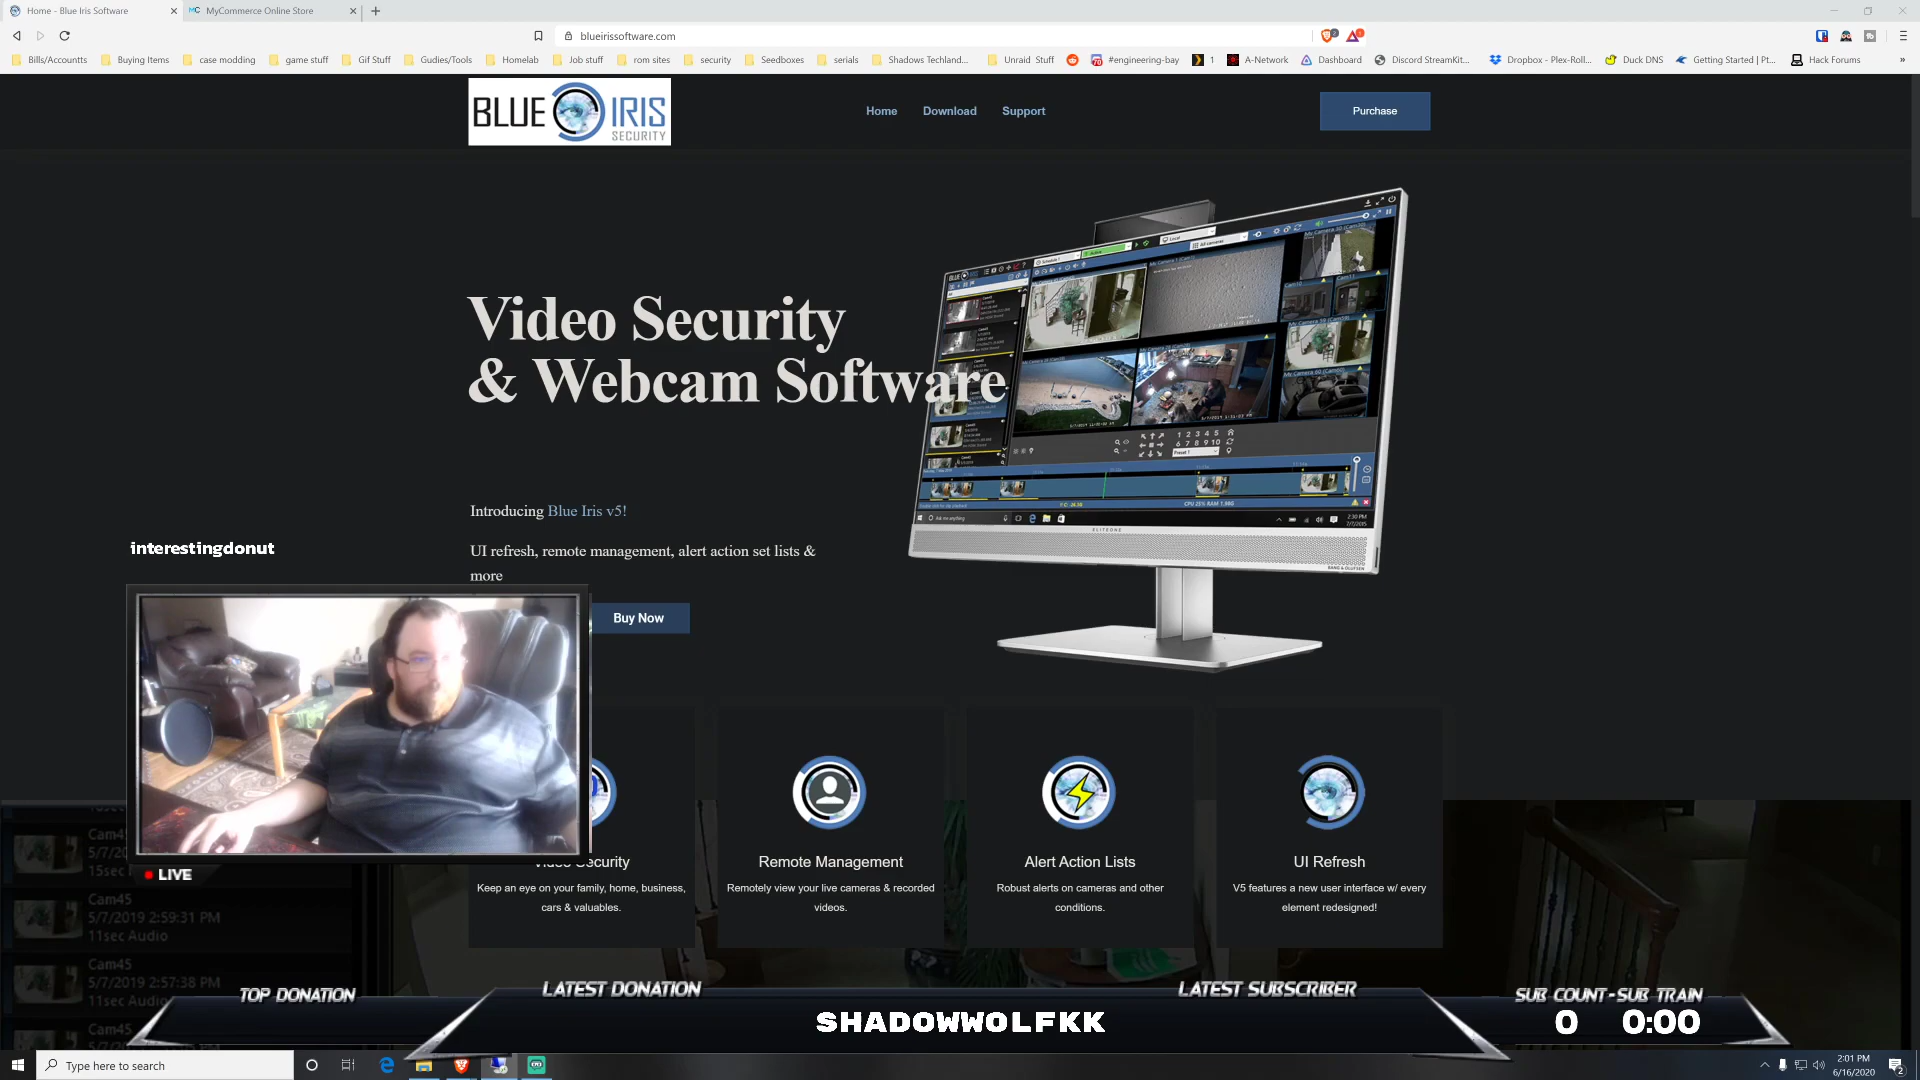 Home - Blue Iris Software
MyCommerce Online Store
blueirissoftware.com
Bills/Accountts
Buying Items
case modding
game stuff
Gif Stuff
Gudies/Tools
Homelab
Job stuff
rom sites
security
Seedboxes
serials
Shadows Techland...
Unraid Stuff
#engineering-bay
1
A-Network
Dashboard
Discord StreamKit...
Dropbox - Plex-Roll...
Duck DNS
Getting Started | Pt...
Hack Forums
BLUE IRIS
SECURITY
Home
Download
Support
Purchase
Video Security
& Webcam Software
Introducing Blue Iris v5!
UI refresh, remote management, alert action set lists &
more
Buy Now
interestingdonut
LIVE
Video Security
Keep an eye on your family, home, business,
cars & valuables.
Remote Management
Remotely view your live cameras & recorded
videos.
Alert Action Lists
Robust alerts on cameras and other
conditions.
UI Refresh
V5 features a new user interface w/ every
element redesigned!
Cam45
5/7/2019 2:59:31 PM
11sec Audio
Cam45
5/7/2019 2:57:38 PM
11sec Audio
Cam45
TOP DONATION
LATEST DONATION
LATEST SUBSCRIBER
SUB COUNT - SUB TRAIN
SHADOWWOLFKK
0
0:00
Type here to search
2:01 PM
6/16/2020